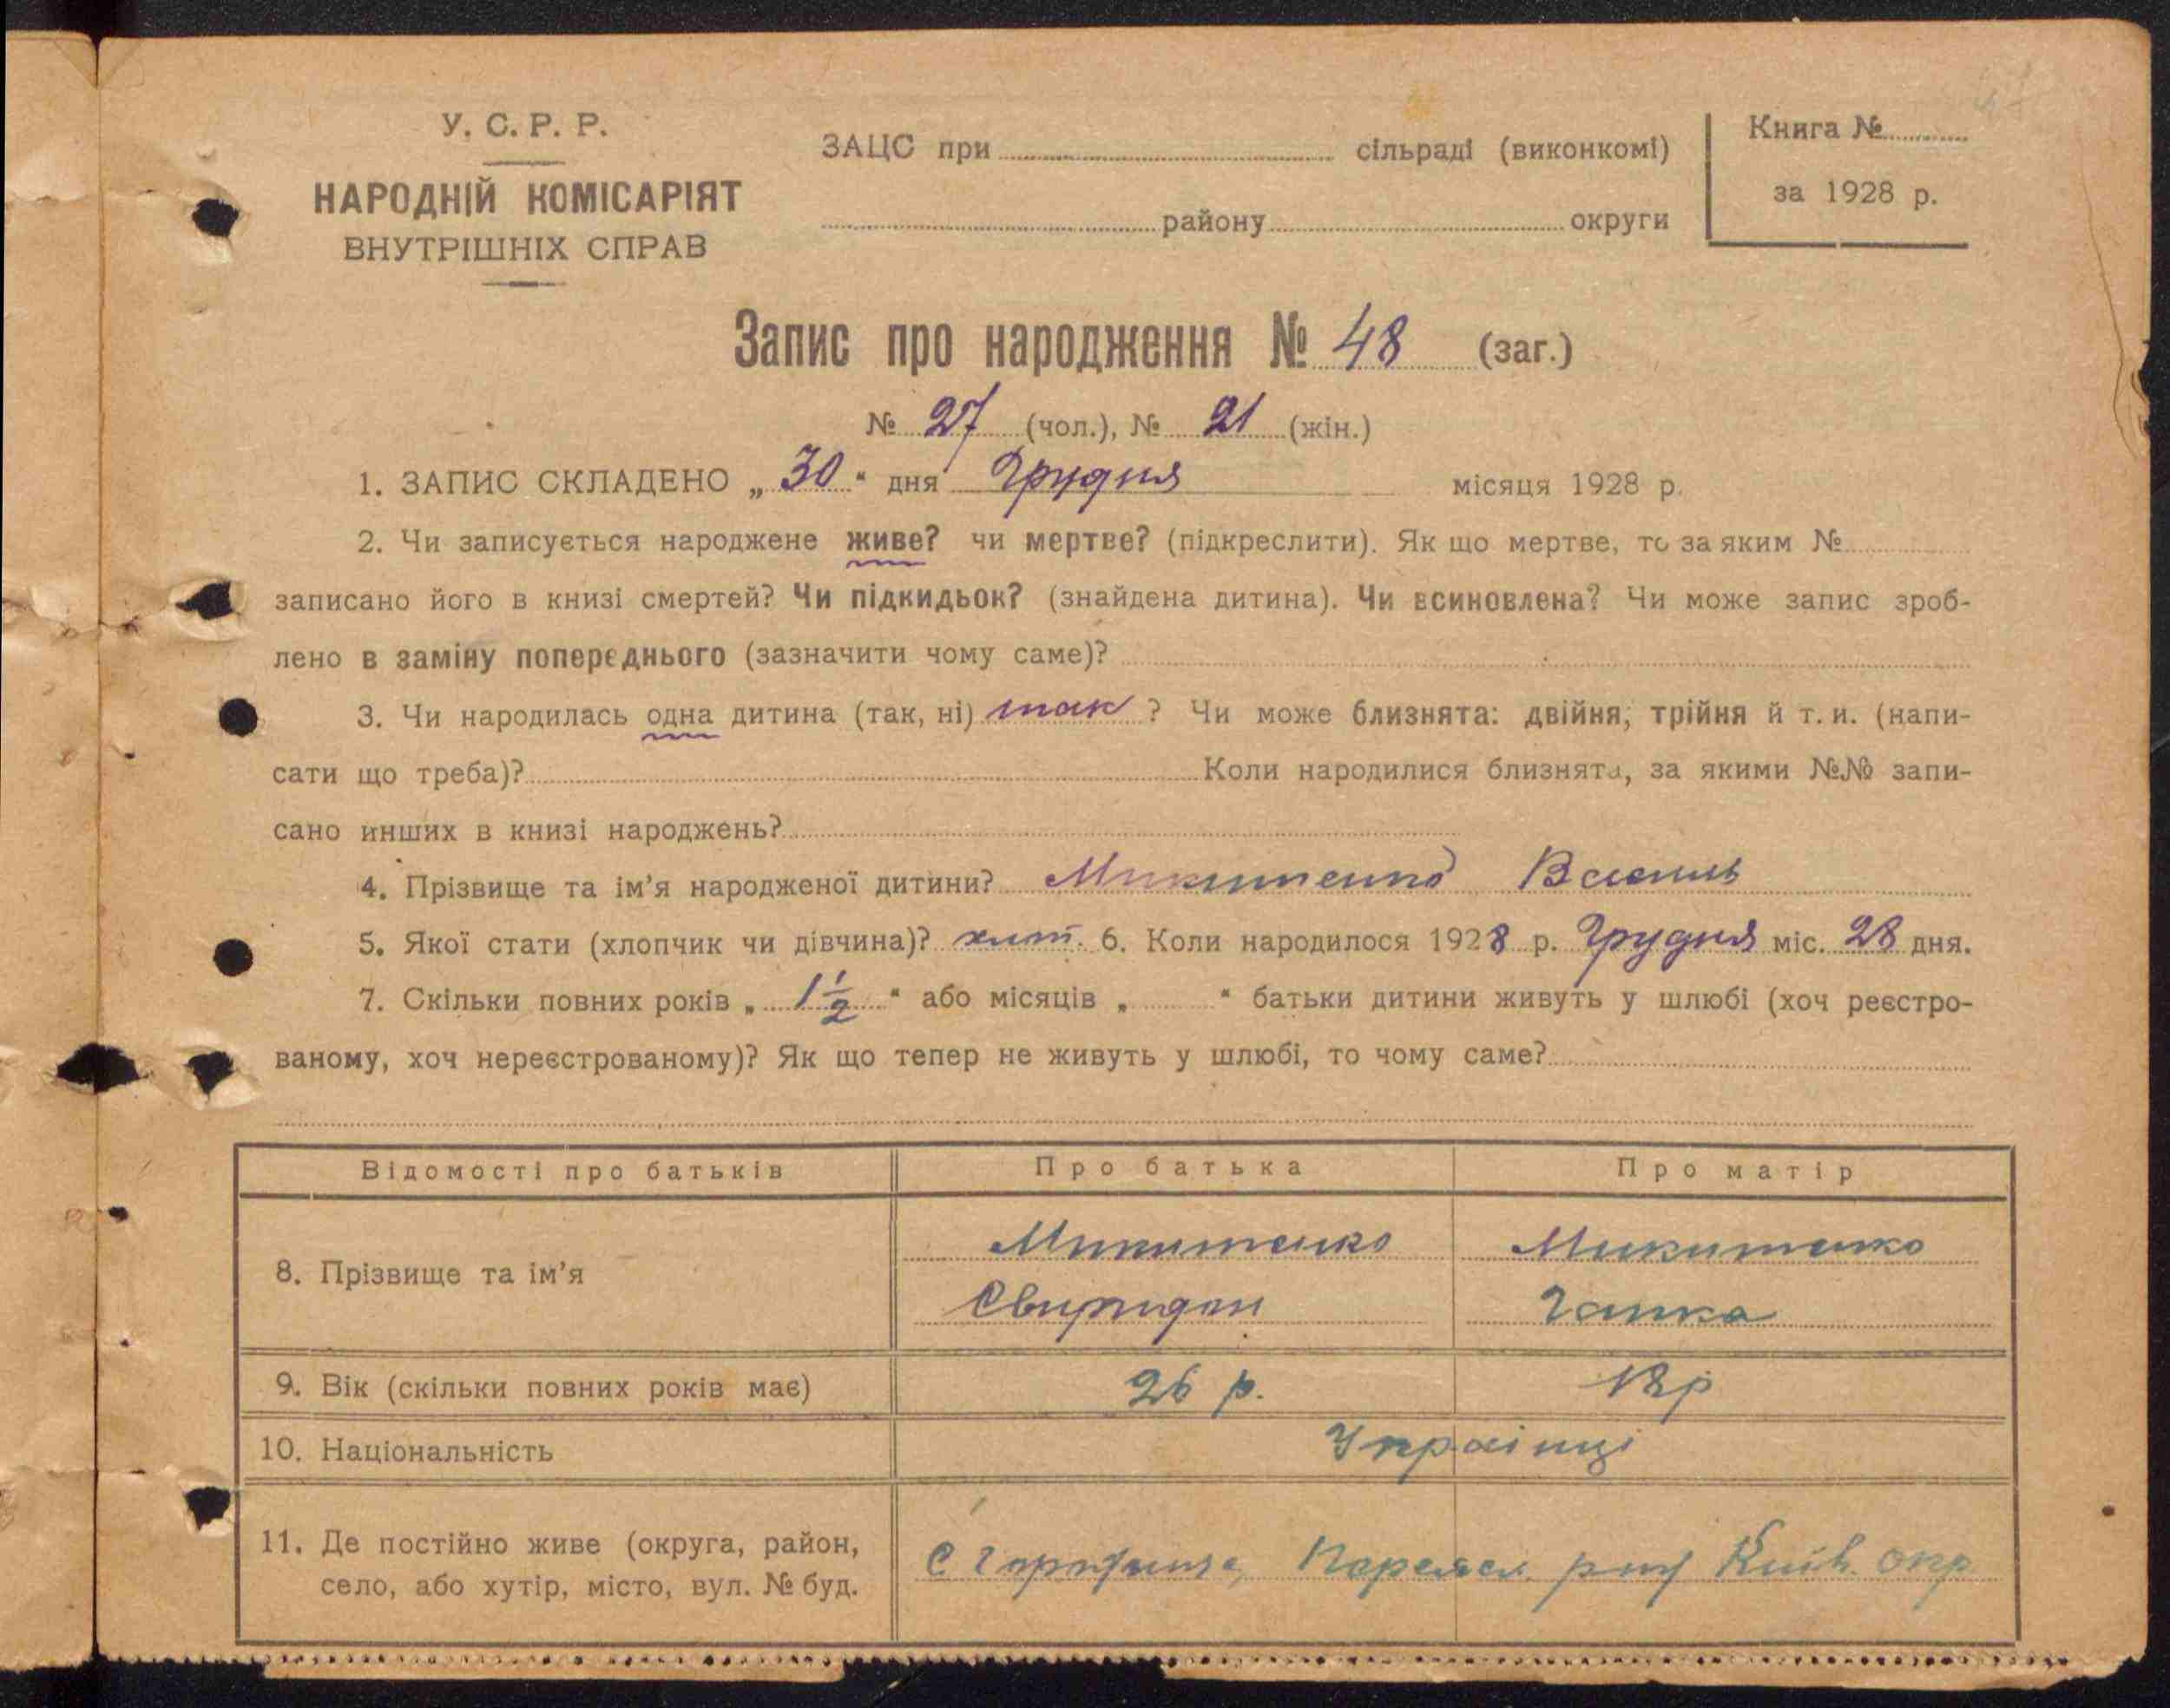 У. С. Р. Р.
НАРОДНІЙ КОМІСАРІЯТ
ВНУТРІШНІХ СПРАВ
ЗАЦС при сільраді (виконкомі)
району округи
Книга №
за 1928 р.
Запис про народження № 48 (заг.)
№ 27 (чол.), № 21 (жін.)
1. ЗАПИС СКЛАДЕНО „30“ дня Грудня місяця 1928 р.
2. Чи записується народжене живе? чи мертве? (підкреслити). Як що мертве, то за яким №
записано його в книзі смертей? Чи підкидьок? (знайдена дитина). Чи всиновлена? Чи може запис зроб-
лено в заміну попереднього (зазначити чому саме)?
3. Чи народилась одна дитина (так, ні) так ? Чи може близнята: двійня, трійня й т. и. (напи-
сати що треба)? Коли народилися близнята, за якими №№ запи-
сано инших в книзі народжень?
4. Прізвище та ім’я народженої дитини? Микитенко Василь
5. Якої стати (хлопчик чи дівчина)? 6. Коли народилося 1928 р. Грудня міс. 28 дня.
7. Скільки повних років „ 1 1/2 “ або місяців „ “ батьки дитини живуть у шлюбі (хоч реєстро-
ваному, хоч нереєстрованому)? Як що тепер не живуть у шлюбі, то чому саме?
Відомості про батьків Про батька Про матір
8. Прізвище та ім’я
Микитенко Микитенко
Свиридон Ганка
9. Вік (скільки повних років має) 26 р. 18 р
10. Національність Українці
11. Де постійно живе (округа, район,
село, або хутір, місто, вул. № буд.
с Переясл. Київ. окр